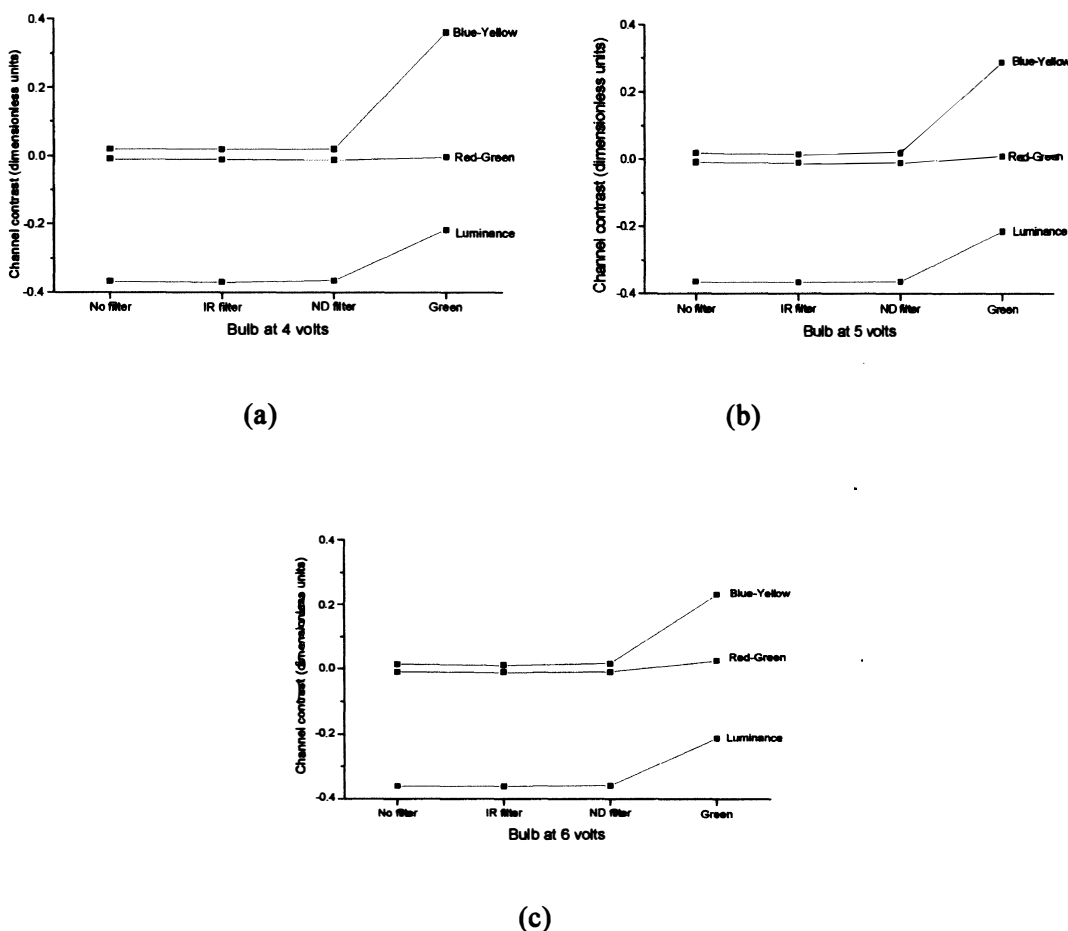 Channel contrast (dimensionless units)
0.4
0.2
0.0
-0.2
-0.4
Blue-Yellow
Red-Green
Luminance
No filter IR filter ND filter Green
Bulb at 4 volts
(a)
Channel contrast (dimensionless units)
0.4
0.2
0.0
-0.2
-0.4
Blue-Yellow
Red-Green
Luminance
No filter IR filter ND filter Green
Bulb at 5 volts
(b)
Channel contrast (dimensionless units)
0.4
0.2
0.0
-0.2
-0.4
Blue-Yellow
Red-Green
Luminance
No filter IR filter ND filter Green
Bulb at 6 volts
(c)